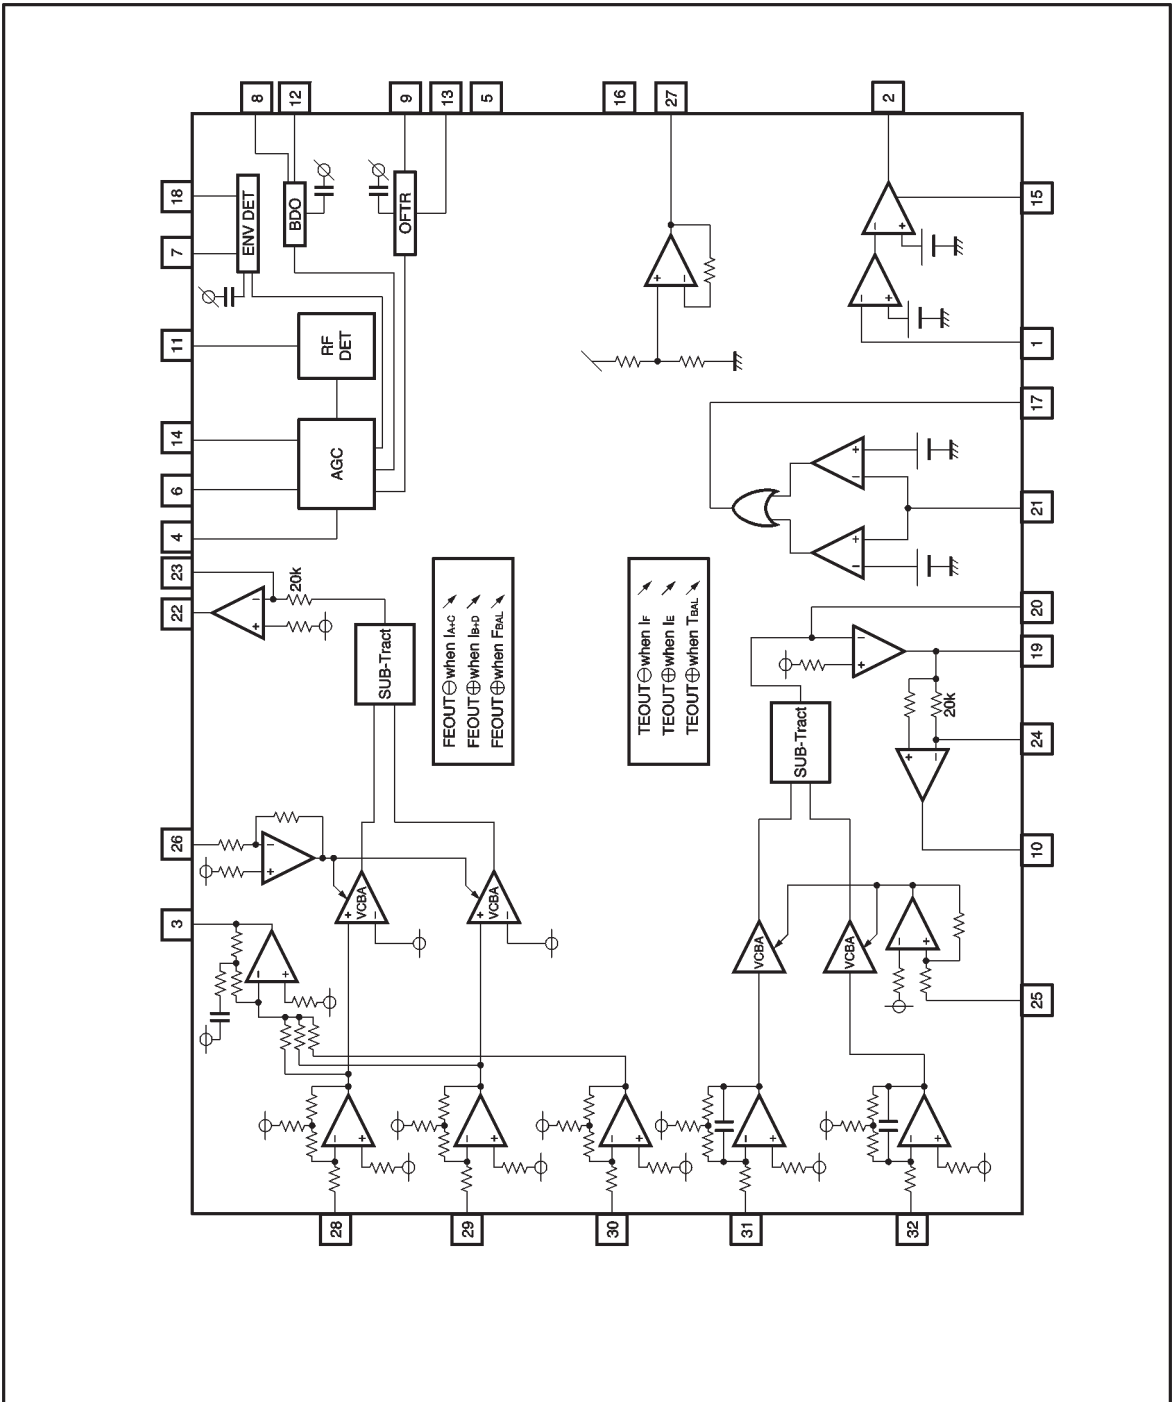 8
12
9
13
5
16
27
2
18
7
11
14
6
4
23
22
26
3
15
1
17
21
20
19
24
10
25
28
29
30
31
32
ENV DET
BDO
OFTR
RF
DET
AGC
20k
SUB-Tract
FEOUT ⊖ when IA+C ↗
FEOUT ⊕ when IB+D ↗
FEOUT ⊕ when FBAL ↗
TEOUT ⊖ when IF ↗
TEOUT ⊕ when IE ↗
TEOUT ⊕ when TBAL ↗
SUB-Tract
20k
VCBA
VCBA
VCBA
VCBA